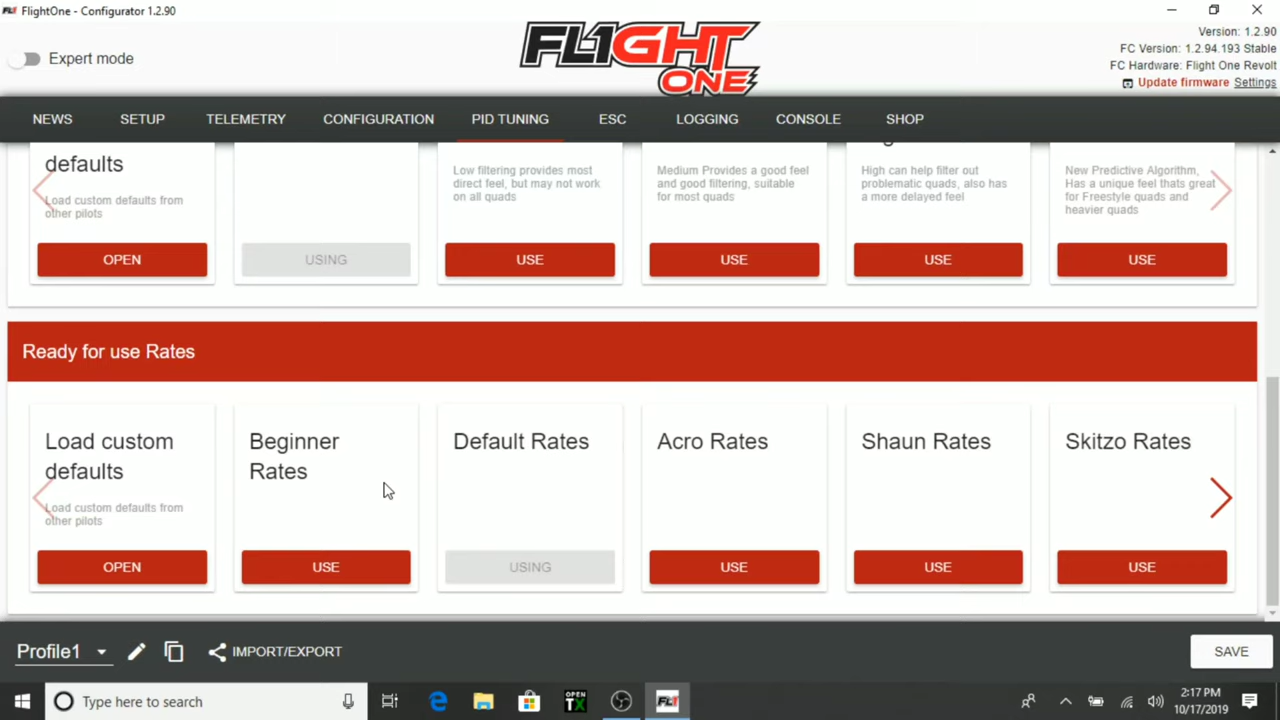 FL1 FlightOne - Configurator 1.2.90
Expert mode
FL1GHT
ONE
Version: 1.2.90
FC Version: 1.2.94.193 Stable
FC Hardware: Flight One Revolt
Update firmware Settings
NEWS SETUP TELEMETRY CONFIGURATION PID TUNING ESC LOGGING CONSOLE SHOP
defaults
Load custom defaults from
other pilots
OPEN
USING
Low filtering provides most
direct feel, but may not work
on all quads
USE
Medium Provides a good feel
and good filtering, suitable
for most quads
USE
High can help filter out
problematic quads, also has
a more delayed feel
USE
New Predictive Algorithm,
Has a unique feel thats great
for Freestyle quads and
heavier quads
USE
Ready for use Rates
Load custom
defaults
Load custom defaults from
other pilots
OPEN
Beginner
Rates
USE
Default Rates
USING
Acro Rates
USE
Shaun Rates
USE
Skitzo Rates
USE
Profile1 IMPORT/EXPORT SAVE
Type here to search
OPEN
TX
FL1
2:17 PM
10/17/2019